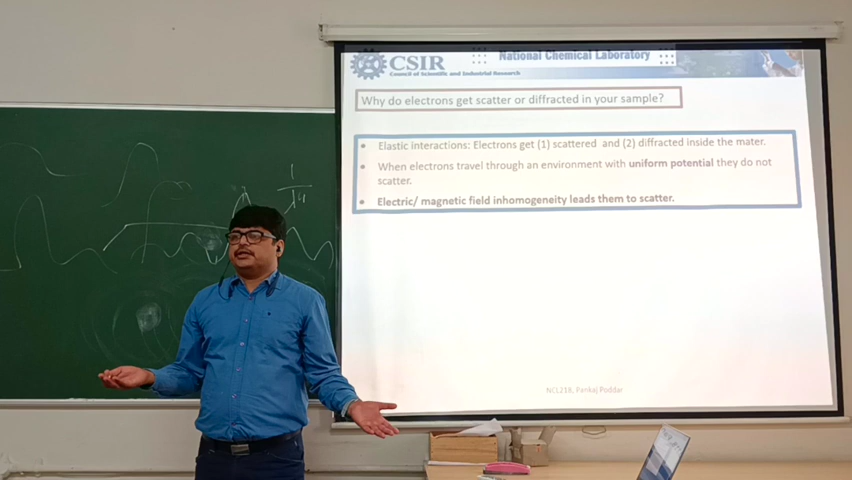 CSIR
Council of Scientific and Industrial Research
National Chemical Laboratory
Why do electrons get scatter or diffracted in your sample?
• Elastic interactions: Electrons get (1) scattered and (2) diffracted inside the mater.
• When electrons travel through an environment with uniform potential they do not
scatter.
• Electric/ magnetic field inhomogeneity leads them to scatter.
NCL218, Pankaj Poddar